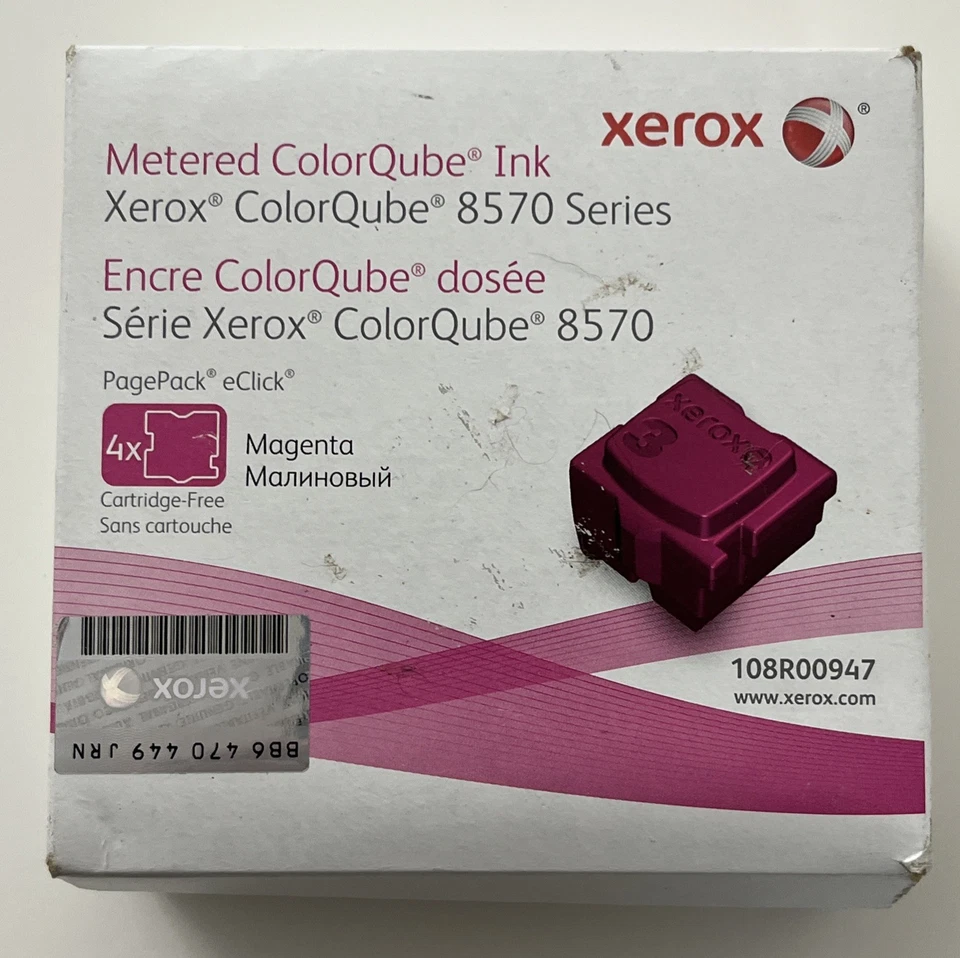 xerox ®
Metered ColorQube® Ink
Xerox® ColorQube® 8570 Series
Encre ColorQube® dosée
Série Xerox® ColorQube® 8570
PagePack® eClick®
4x
Magenta
Малиновый
Cartridge-Free
Sans cartouche
xerox
3
108R00947
www.xerox.com
xerox
BB6 470 449 JRN